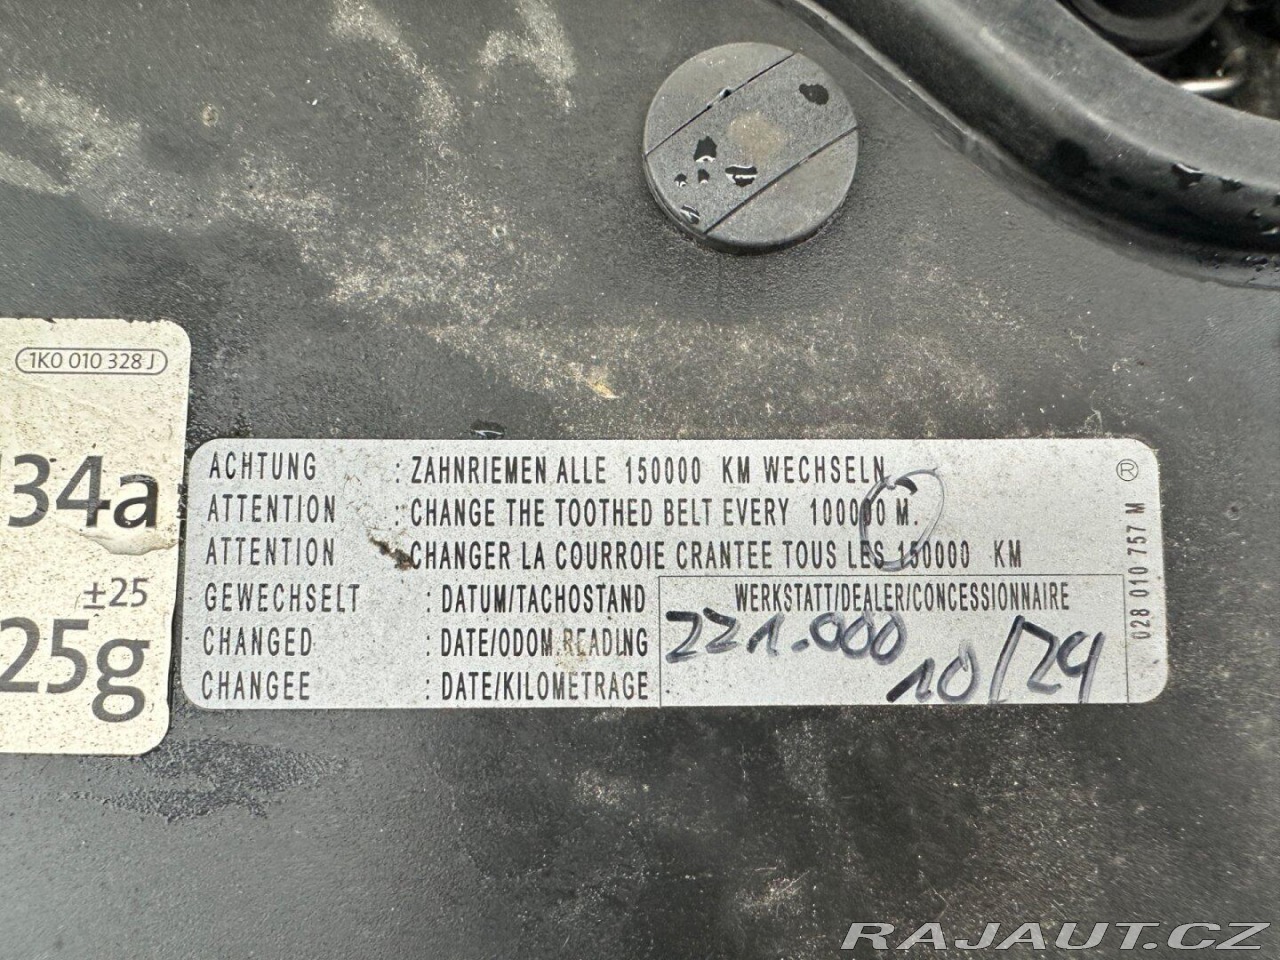 1K0 010 328 J
134a
±25
25g
ACHTUNG : ZAHNRIEMEN ALLE 150000 KM WECHSELN
ATTENTION : CHANGE THE TOOTHED BELT EVERY 100000 M.
ATTENTION : CHANGER LA COURROIE CRANTEE TOUS LES 150000 KM
GEWECHSELT : DATUM/TACHOSTAND
CHANGED : DATE/ODOM.READING
CHANGEE : DATE/KILOMETRAGE
WERKSTATT/DEALER/CONCESSIONNAIRE
221.000
10/24
®
028 010 757 M
RAJAUT.CZ